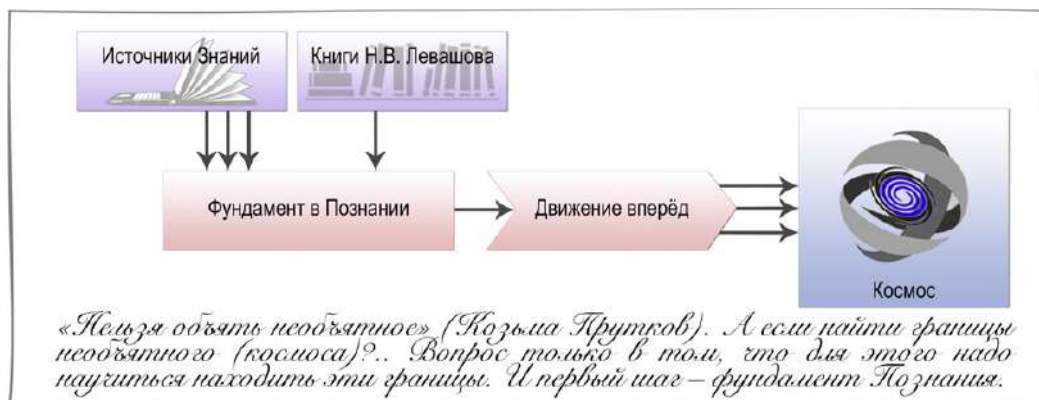 Источники Знаний
Книги Н.В. Левашова
Фундамент в Познании
Движение вперёд
Космос
«Нельзя объять необъятное» (Козьма Прутков). А если найти границы
необъятного (космоса)?.. Вопрос только в том, что для этого надо
научиться находить эти границы. И первый шаг – фундамент Познания.